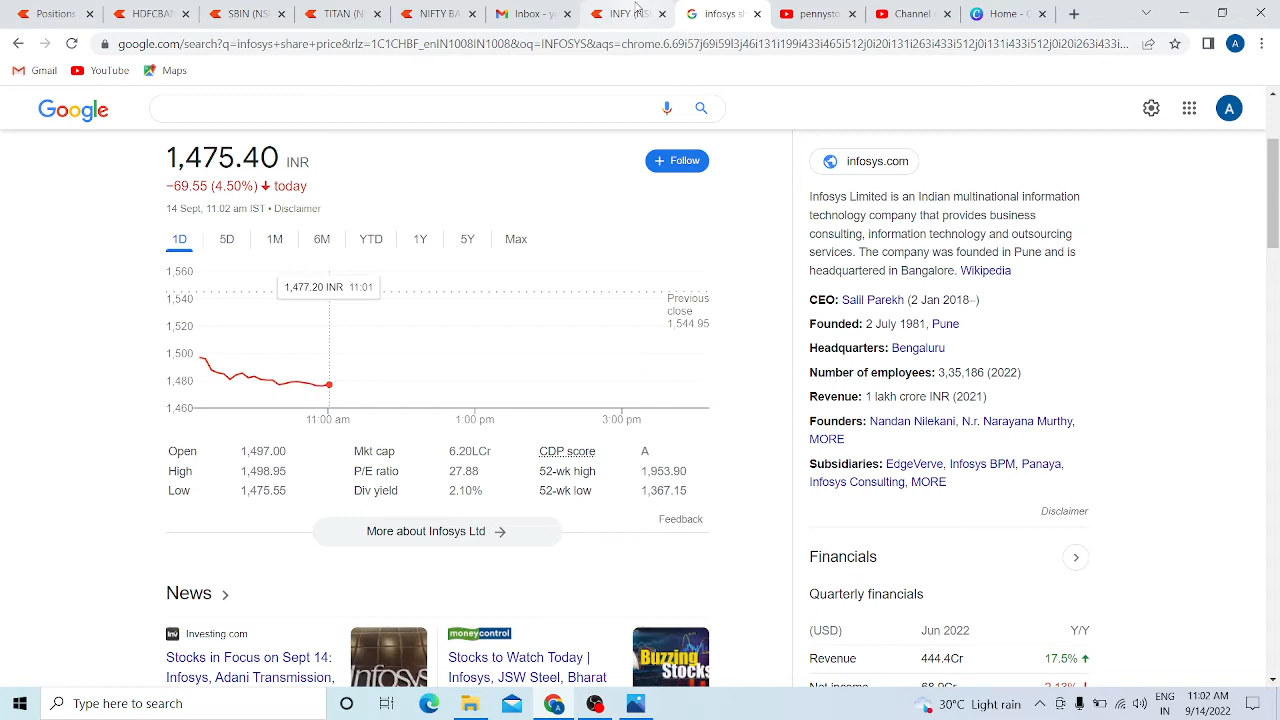 Positions
HDFCBAN
SBIN (NS
TITAN (N
NIFTY BA
Inbox - y
INFY
infosys sl
pennysto
Channel
Home - C
google.com/search?q=infosys+share+price&rlz=1C1CHBF_enIN1008IN1008&oq=INFOSYS&aqs=chrome.6.69i57j69i59l3j46i131i199i433i465j512j0i20i131i433i512j0i131i433j512j0i20i263i433i...
A
Gmail
YouTube
Maps
Google
A
1,475.40 INR
+ Follow
−69.55 (4.50%) today
14 Sept, 11:02 am IST • Disclaimer
1D 5D 1M 6M YTD 1Y 5Y Max
1,560
1,477.20 INR 11:01
1,540
Previous
close
1,544.95
1,520
1,500
1,480
1,460
11:00 am 1:00 pm 3:00 pm
Open 1,497.00 Mkt cap 6.20LCr CDP score A
High 1,498.95 P/E ratio 27.88 52-wk high 1,953.90
Low 1,475.55 Div yield 2.10% 52-wk low 1,367.15
Feedback
More about Infosys Ltd
News
Investing.com
Stocks in Focus on Sept 14:
Infosys, Adani Transmission,
Infosys
moneycontrol
Stocks to Watch Today |
Infosys, JSW Steel, Bharat
Buzzing
Stocks
infosys.com
Infosys Limited is an Indian multinational information
technology company that provides business
consulting, information technology and outsourcing
services. The company was founded in Pune and is
headquartered in Bangalore. Wikipedia
CEO: Salil Parekh (2 Jan 2018–)
Founded: 2 July 1981, Pune
Headquarters: Bengaluru
Number of employees: 3,35,186 (2022)
Revenue: 1 lakh crore INR (2021)
Founders: Nandan Nilekani, N.r. Narayana Murthy,
MORE
Subsidiaries: EdgeVerve, Infosys BPM, Panaya,
Infosys Consulting, MORE
Disclaimer
Financials
Quarterly financials
(USD) Jun 2022 Y/Y
Revenue 444.4Cr 17.5%
Type here to search
30°C Light rain
ENG
IN
11:02 AM
9/14/2022